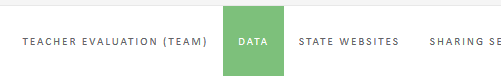 TEACHER EVALUATION (TEAM) DATA STATE WEBSITES SHARING